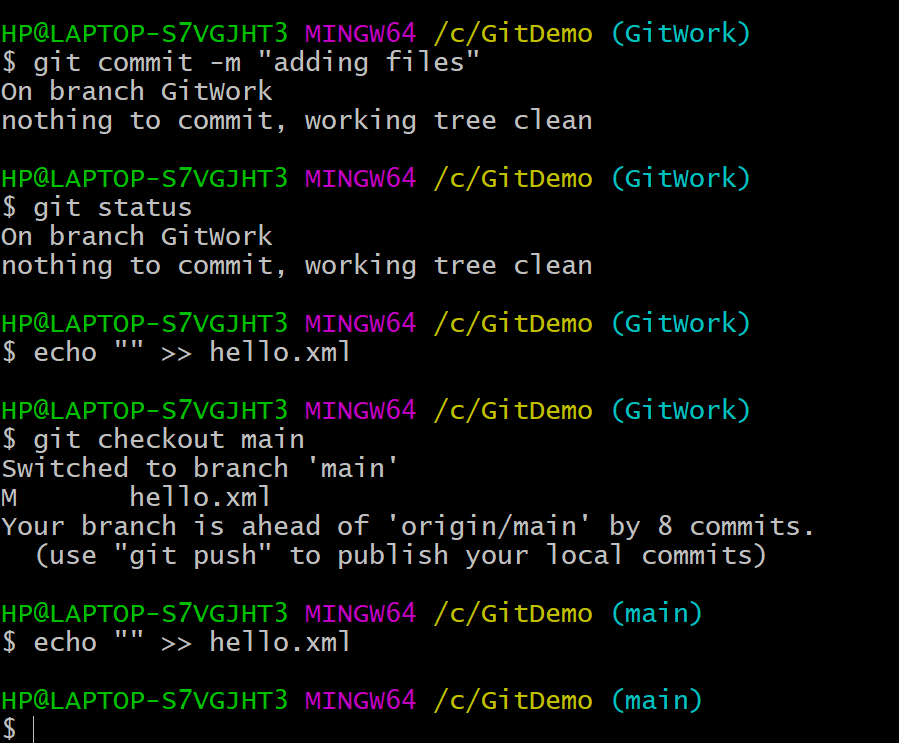 HP@LAPTOP-S7VGJHT3 MINGW64 /c/GitDemo (GitWork)
$ git commit -m "adding files"
On branch GitWork
nothing to commit, working tree clean
HP@LAPTOP-S7VGJHT3 MINGW64 /c/GitDemo (GitWork)
$ git status
On branch GitWork
nothing to commit, working tree clean
HP@LAPTOP-S7VGJHT3 MINGW64 /c/GitDemo (GitWork)
$ echo "" >> hello.xml
HP@LAPTOP-S7VGJHT3 MINGW64 /c/GitDemo (GitWork)
$ git checkout main
Switched to branch 'main'
M       hello.xml
Your branch is ahead of 'origin/main' by 8 commits.
  (use "git push" to publish your local commits)
HP@LAPTOP-S7VGJHT3 MINGW64 /c/GitDemo (main)
$ echo "" >> hello.xml
HP@LAPTOP-S7VGJHT3 MINGW64 /c/GitDemo (main)
$